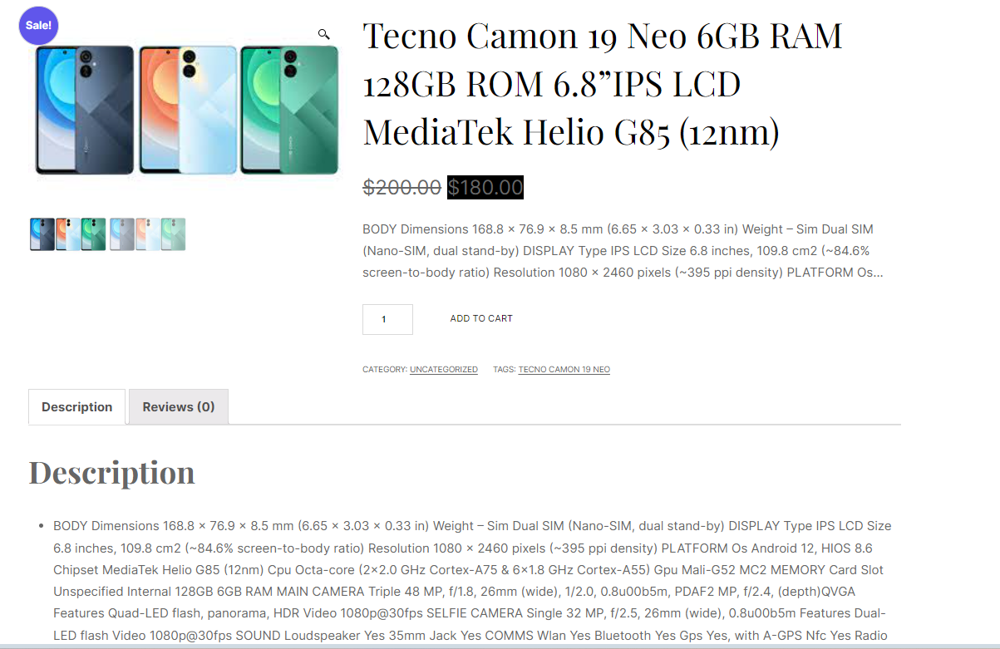 Sale!
Tecno Camon 19 Neo 6GB RAM
128GB ROM 6.8”IPS LCD
MediaTek Helio G85 (12nm)
$200.00 $180.00
BODY Dimensions 168.8 × 76.9 × 8.5 mm (6.65 × 3.03 × 0.33 in) Weight – Sim Dual SIM
(Nano-SIM, dual stand-by) DISPLAY Type IPS LCD Size 6.8 inches, 109.8 cm2 (~84.6%
screen-to-body ratio) Resolution 1080 × 2460 pixels (~395 ppi density) PLATFORM Os...
1 ADD TO CART
CATEGORY: UNCATEGORIZED TAGS: TECNO CAMON 19 NEO
Description Reviews (0)
Description
• BODY Dimensions 168.8 × 76.9 × 8.5 mm (6.65 × 3.03 × 0.33 in) Weight – Sim Dual SIM (Nano-SIM, dual stand-by) DISPLAY Type IPS LCD Size
6.8 inches, 109.8 cm2 (~84.6% screen-to-body ratio) Resolution 1080 × 2460 pixels (~395 ppi density) PLATFORM Os Android 12, HIOS 8.6
Chipset MediaTek Helio G85 (12nm) Cpu Octa-core (2×2.0 GHz Cortex-A75 & 6×1.8 GHz Cortex-A55) Gpu Mali-G52 MC2 MEMORY Card Slot
Unspecified Internal 128GB 6GB RAM MAIN CAMERA Triple 48 MP, f/1.8, 26mm (wide), 1/2.0, 0.8u00b5m, PDAF2 MP, f/2.4, (depth)QVGA
Features Quad-LED flash, panorama, HDR Video 1080p@30fps SELFIE CAMERA Single 32 MP, f/2.5, 26mm (wide), 0.8u00b5m Features Dual-
LED flash Video 1080p@30fps SOUND Loudspeaker Yes 35mm Jack Yes COMMS Wlan Yes Bluetooth Yes Gps Yes, with A-GPS Nfc Yes Radio